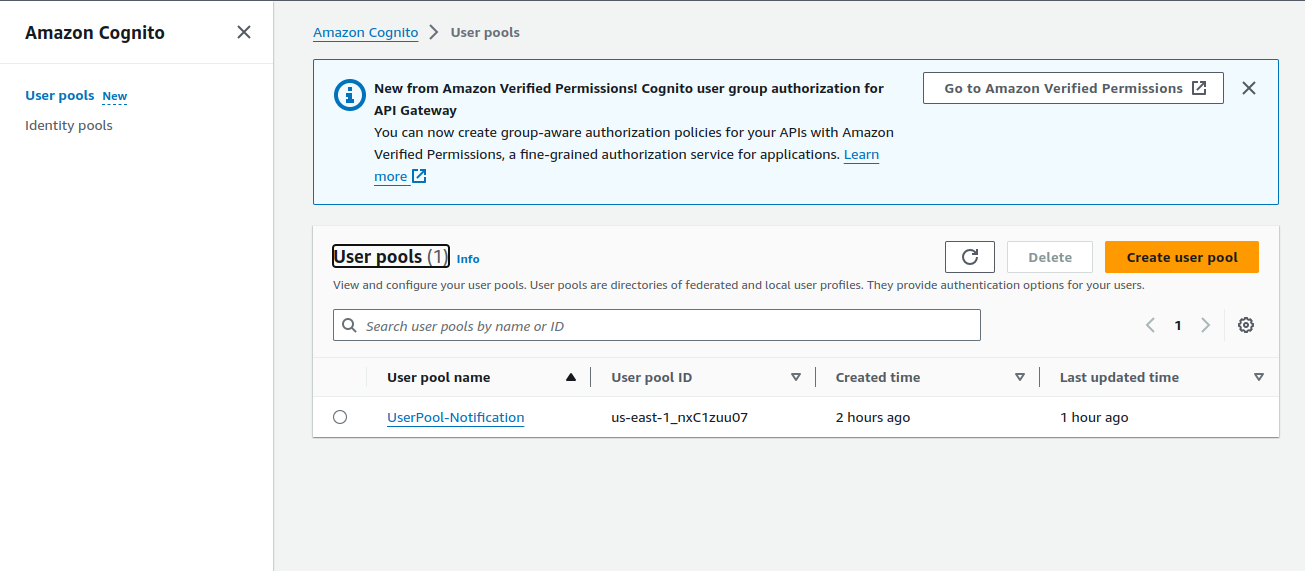 Amazon Cognito
User pools New
Identity pools
Amazon Cognito > User pools
New from Amazon Verified Permissions! Cognito user group authorization for
API Gateway
You can now create group-aware authorization policies for your APIs with Amazon
Verified Permissions, a fine-grained authorization service for applications. Learn
more
Go to Amazon Verified Permissions
User pools (1) Info
Delete
Create user pool
View and configure your user pools. User pools are directories of federated and local user profiles. They provide authentication options for your users.
Search user pools by name or ID
1
User pool name User pool ID Created time Last updated time
UserPool-Notification us-east-1_nxC1zuu07 2 hours ago 1 hour ago